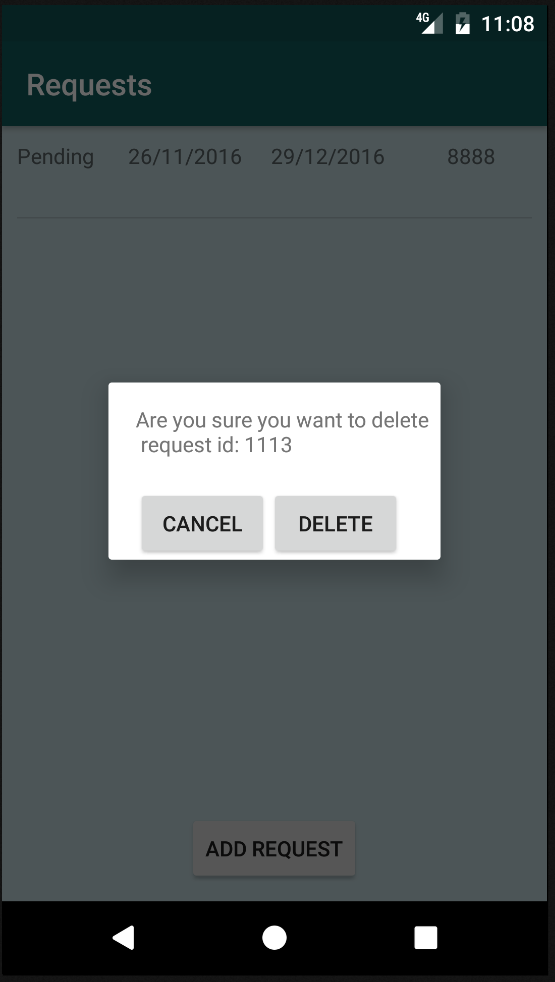 4G 11:08
Requests
Pending 26/11/2016 29/12/2016 8888
Are you sure you want to delete
request id: 1113
CANCEL DELETE
ADD REQUEST